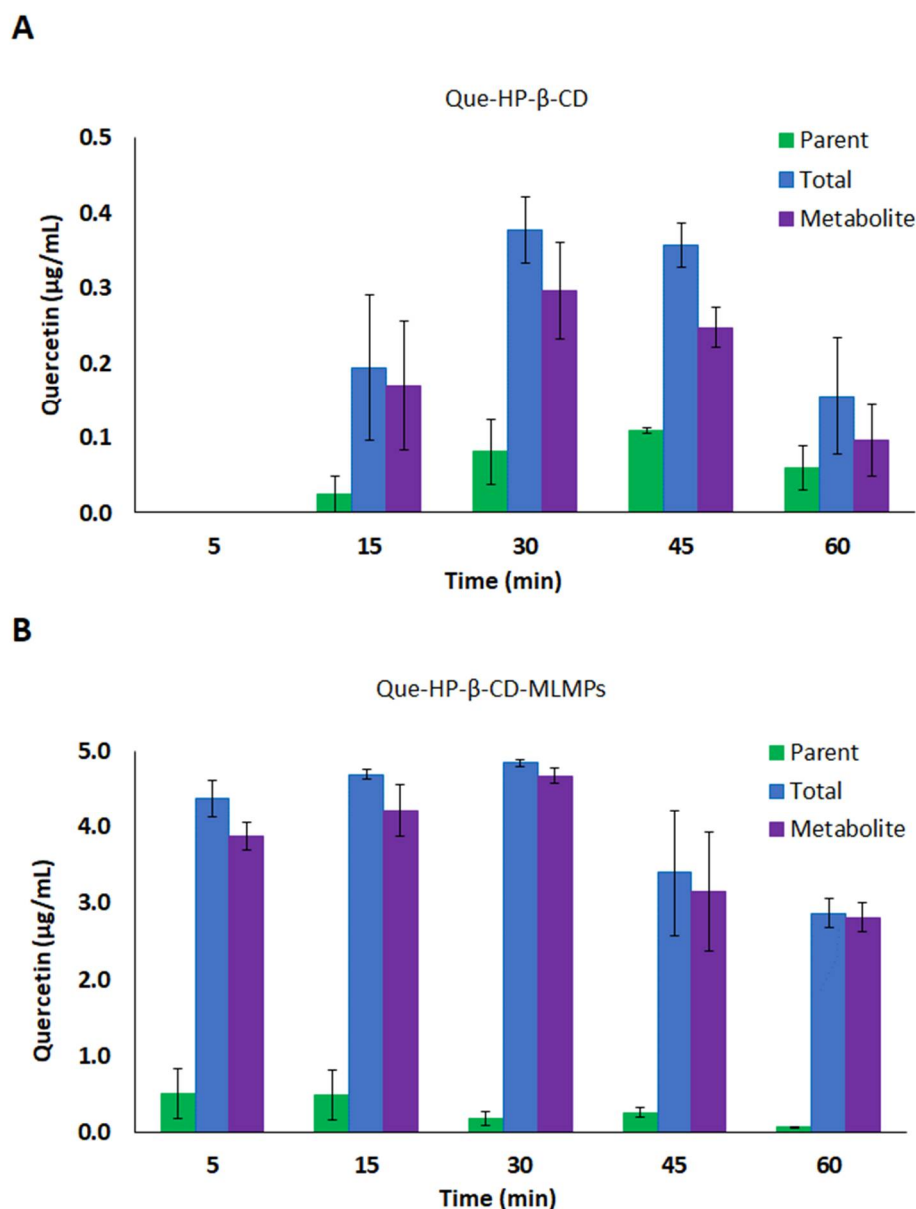 A
Que-HP-β-CD
0.5
0.4
0.3
0.2
0.1
0.0
Quercetin (µg/mL)
Parent
Total
Metabolite
5 15 30 45 60
Time (min)
B
Que-HP-β-CD-MLMPs
5.0
4.0
3.0
2.0
1.0
0.0
Quercetin (µg/mL)
Parent
Total
Metabolite
5 15 30 45 60
Time (min)